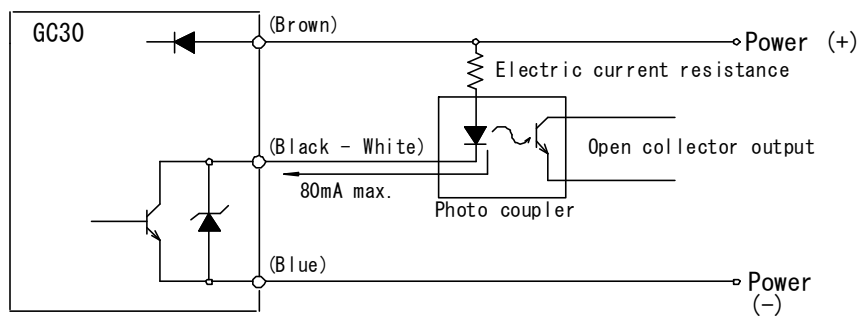 GC30
(Brown)
Power (+)
Electric current resistance
(Black - White)
Open collector output
80mA max.
Photo coupler
(Blue)
Power
(-)